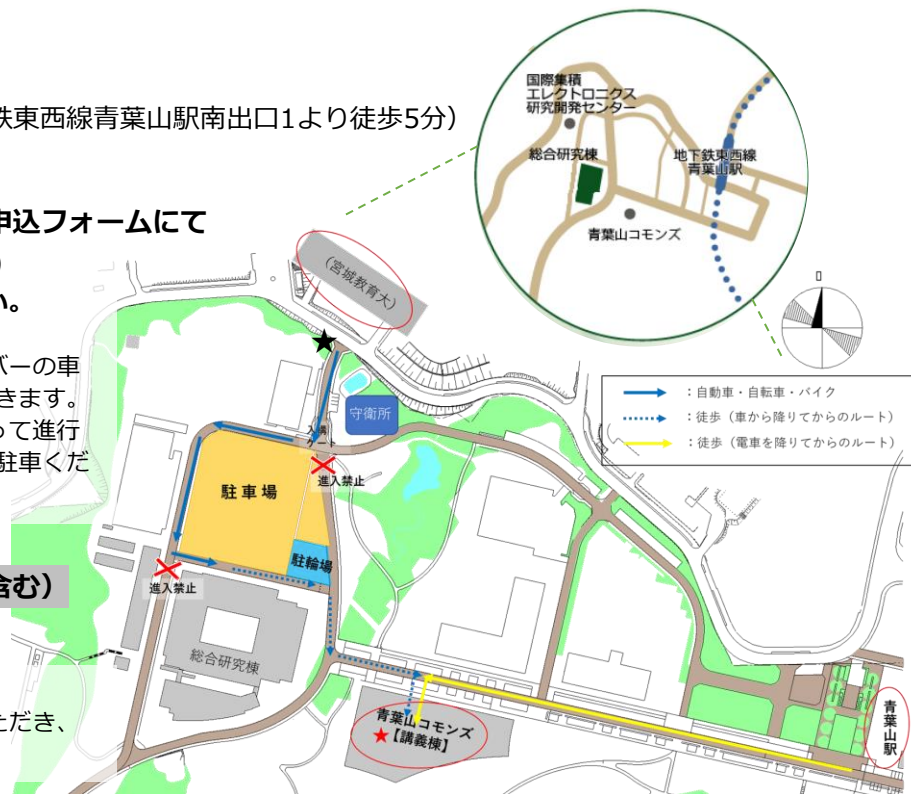 鉄東西線青葉山駅南出口1より徒歩5分）
申込フォームにて
）
い。
バーの車
きます。
って進行
駐車くだ
含む）
ただき、
国際集積
エレクトロニクス
研究開発センター
総合研究棟
地下鉄東西線
青葉山駅
青葉山コモンズ
（宮城教育大）
：自動車・自転車・バイク
：徒歩（車から降りてからのルート）
：徒歩（電車を降りてからのルート）
守衛所
入構
ゲート
進入禁止
駐車場
駐輪場
進入禁止
総合研究棟
青葉山コモンズ
★【講義棟】
青葉山駅